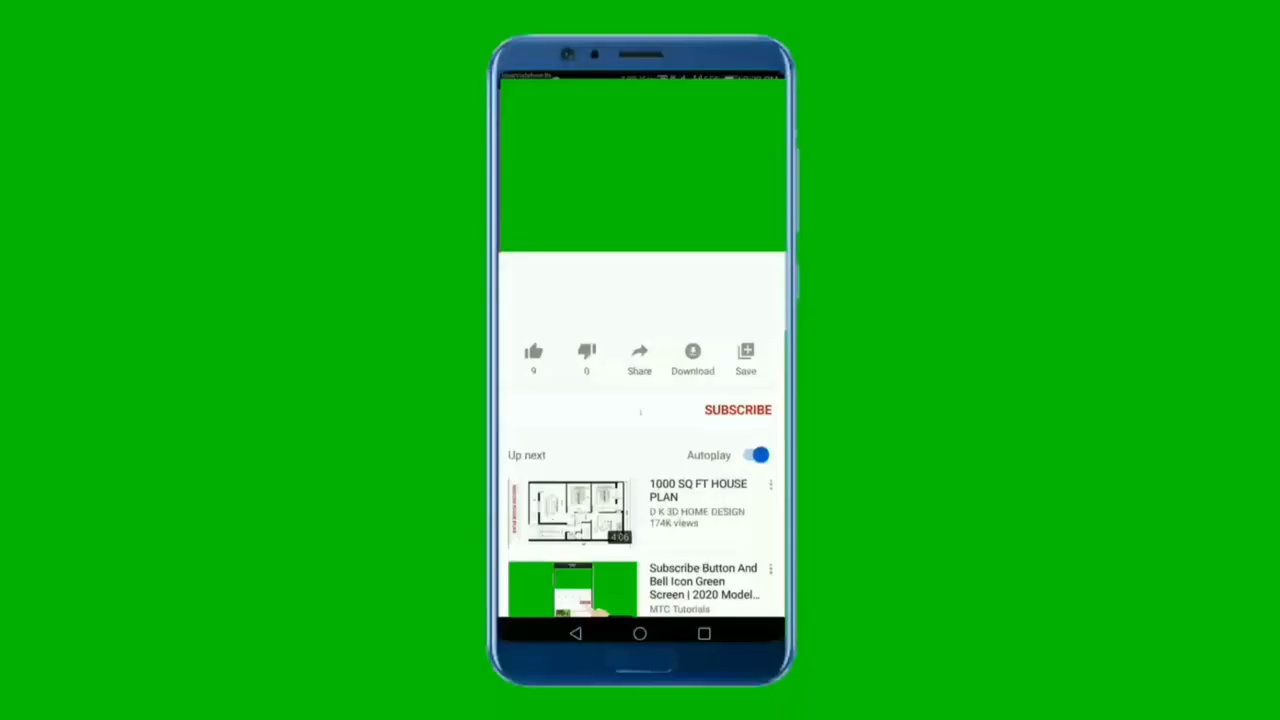 9
0
Share
Download
Save
SUBSCRIBE
Up next
Autoplay
1000 SQ FT HOUSE
PLAN
D K 3D HOME DESIGN
174K views
4:06
Subscribe Button And
Bell Icon Green
Screen | 2020 Model...
MTC Tutorials